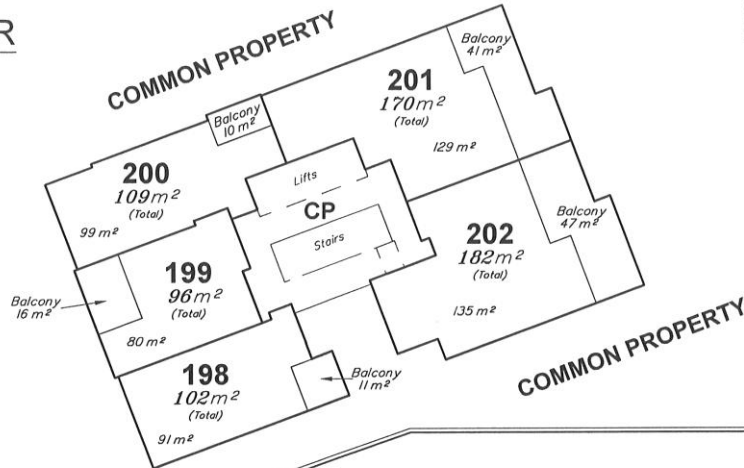 R
COMMON PROPERTY
Balcony
41 m²
201
170m²
(Total)
129 m²
Balcony
10 m²
200
109m²
(Total)
99 m²
Lifts
CP
Stairs
Balcony
47 m²
202
182m²
(Total)
135 m²
199
96m²
(Total)
80 m²
Balcony
16 m²
198
102m²
(Total)
91 m²
Balcony
11 m²
COMMON PROPERTY